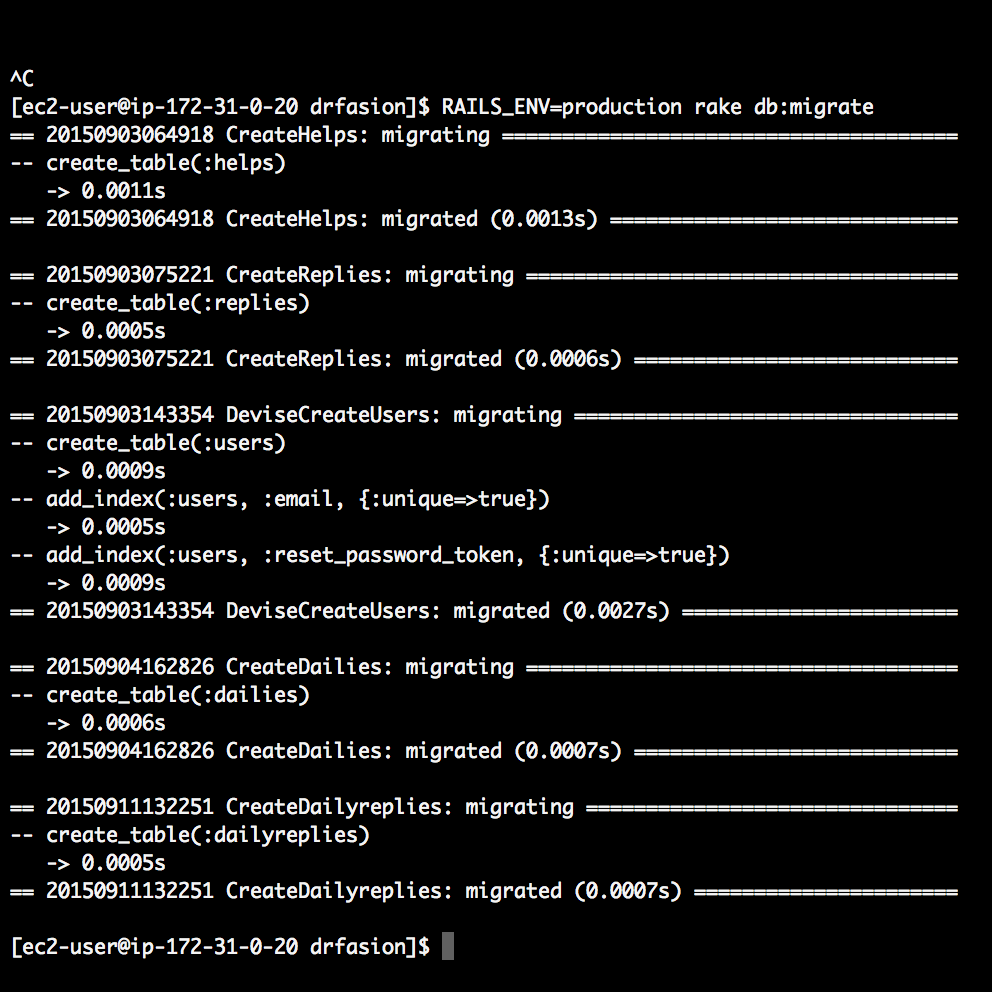 ^C
[ec2-user@ip-172-31-0-20 drfasion]$ RAILS_ENV=production rake db:migrate
== 20150903064918 CreateHelps: migrating ======================================
-- create_table(:helps)
   -> 0.0011s
== 20150903064918 CreateHelps: migrated (0.0013s) =============================

== 20150903075221 CreateReplies: migrating ====================================
-- create_table(:replies)
   -> 0.0005s
== 20150903075221 CreateReplies: migrated (0.0006s) ===========================

== 20150903143354 DeviseCreateUsers: migrating ================================
-- create_table(:users)
   -> 0.0009s
-- add_index(:users, :email, {:unique=>true})
   -> 0.0005s
-- add_index(:users, :reset_password_token, {:unique=>true})
   -> 0.0009s
== 20150903143354 DeviseCreateUsers: migrated (0.0027s) =======================

== 20150904162826 CreateDailies: migrating ====================================
-- create_table(:dailies)
   -> 0.0006s
== 20150904162826 CreateDailies: migrated (0.0007s) ===========================

== 20150911132251 CreateDailyreplies: migrating ===============================
-- create_table(:dailyreplies)
   -> 0.0005s
== 20150911132251 CreateDailyreplies: migrated (0.0007s) ======================

[ec2-user@ip-172-31-0-20 drfasion]$